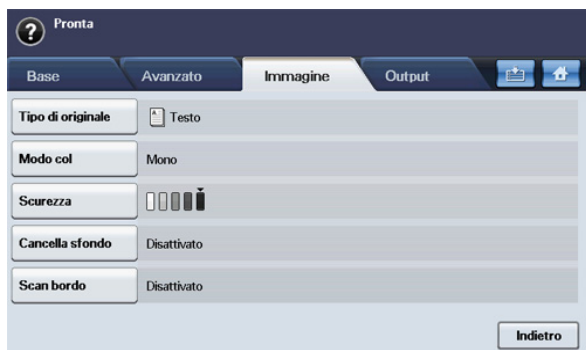 Pronta
Base Avanzato Immagine Output
Tipo di originale Testo
Modo col Mono
Scurezza
Cancella sfondo Disattivato
Scan bordo Disattivato
Indietro